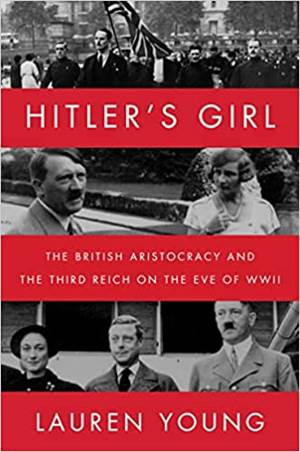 HITLER'S GIRL
THE BRITISH ARISTOCRACY AND
THE THIRD REICH ON THE EVE OF WWII
LAUREN YOUNG